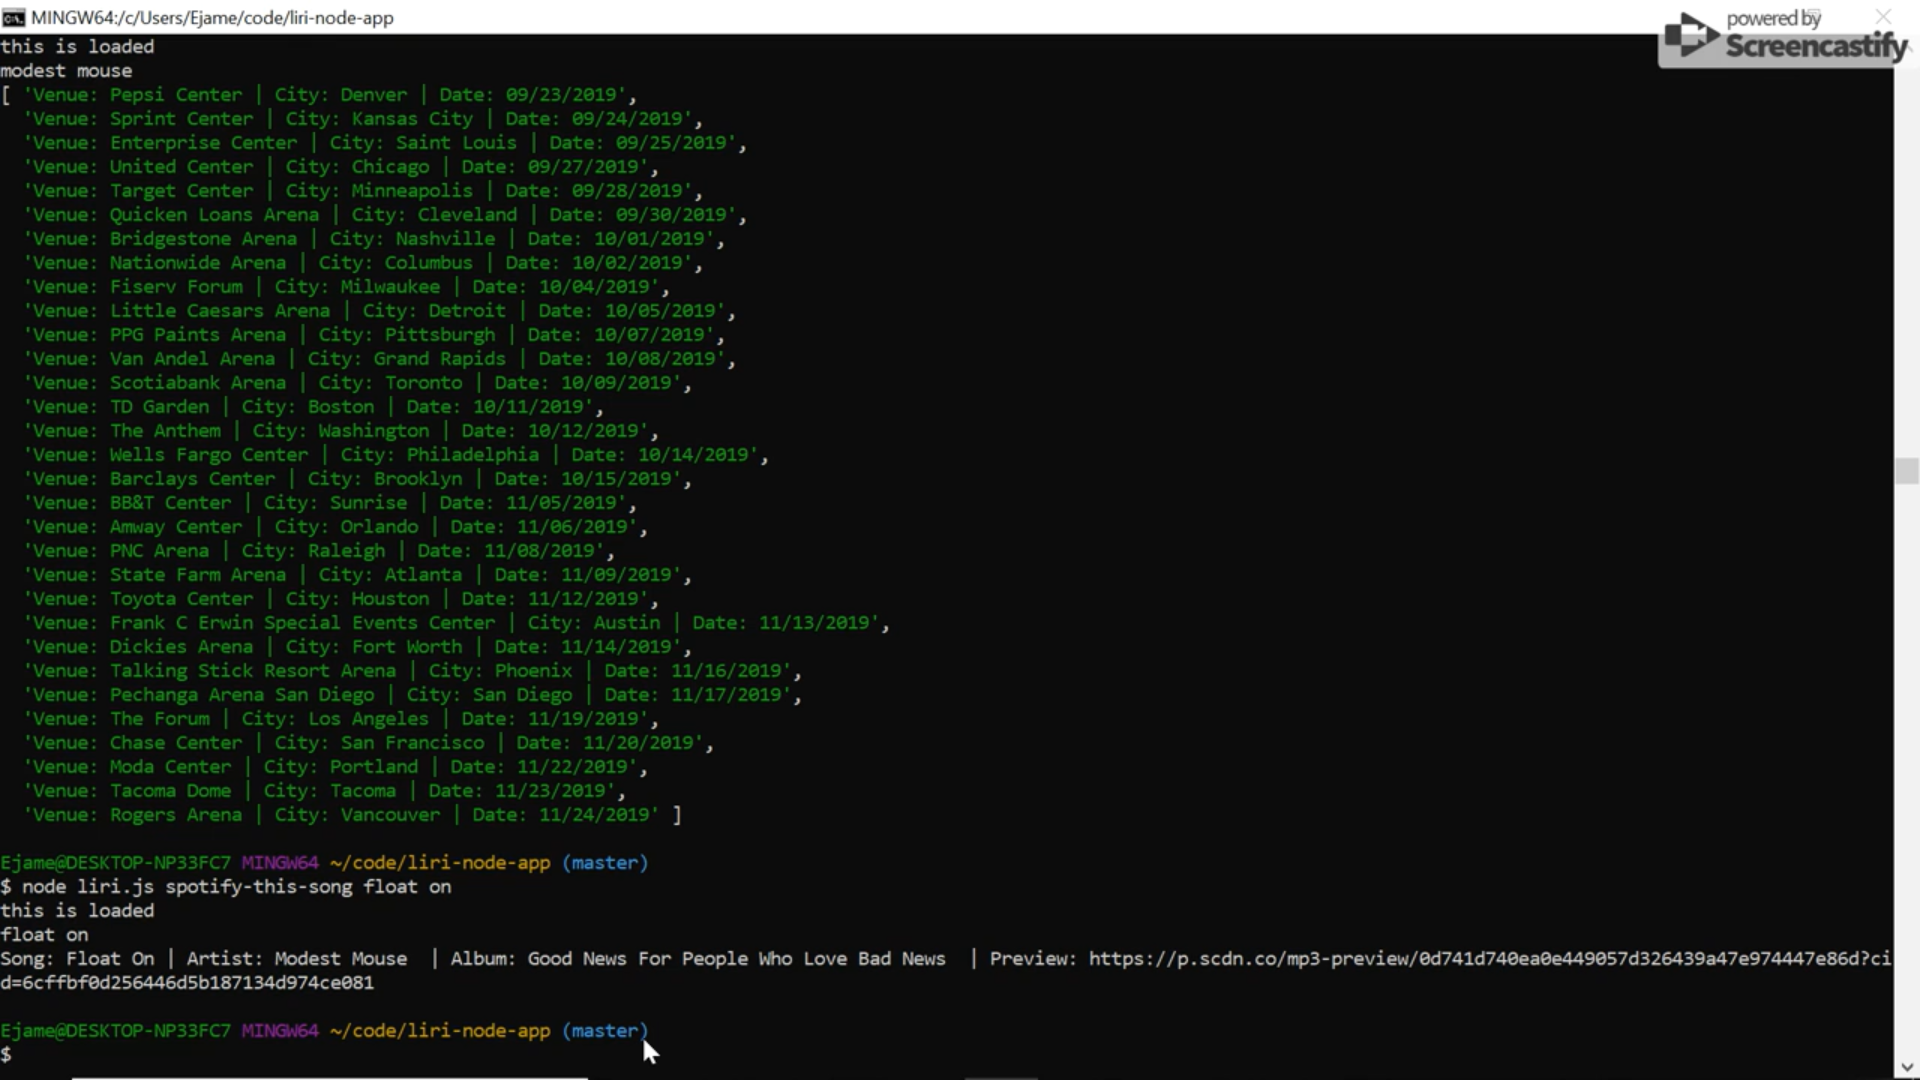 MINGW64:/c/Users/Ejame/code/liri-node-app
powered by
Screencastify
this is loaded
modest mouse
[ 'Venue: Pepsi Center | City: Denver | Date: 09/23/2019',
'Venue: Sprint Center | City: Kansas City | Date: 09/24/2019',
'Venue: Enterprise Center | City: Saint Louis | Date: 09/25/2019',
'Venue: United Center | City: Chicago | Date: 09/27/2019',
'Venue: Target Center | City: Minneapolis | Date: 09/28/2019',
'Venue: Quicken Loans Arena | City: Cleveland | Date: 09/30/2019',
'Venue: Bridgestone Arena | City: Nashville | Date: 10/01/2019',
'Venue: Nationwide Arena | City: Columbus | Date: 10/02/2019',
'Venue: Fiserv Forum | City: Milwaukee | Date: 10/04/2019',
'Venue: Little Caesars Arena | City: Detroit | Date: 10/05/2019',
'Venue: PPG Paints Arena | City: Pittsburgh | Date: 10/07/2019',
'Venue: Van Andel Arena | City: Grand Rapids | Date: 10/08/2019',
'Venue: Scotiabank Arena | City: Toronto | Date: 10/09/2019',
'Venue: TD Garden | City: Boston | Date: 10/11/2019',
'Venue: The Anthem | City: Washington | Date: 10/12/2019',
'Venue: Wells Fargo Center | City: Philadelphia | Date: 10/14/2019',
'Venue: Barclays Center | City: Brooklyn | Date: 10/15/2019',
'Venue: BB&T Center | City: Sunrise | Date: 11/05/2019',
'Venue: Amway Center | City: Orlando | Date: 11/06/2019',
'Venue: PNC Arena | City: Raleigh | Date: 11/08/2019',
'Venue: State Farm Arena | City: Atlanta | Date: 11/09/2019',
'Venue: Toyota Center | City: Houston | Date: 11/12/2019',
'Venue: Frank C Erwin Special Events Center | City: Austin | Date: 11/13/2019',
'Venue: Dickies Arena | City: Fort Worth | Date: 11/14/2019',
'Venue: Talking Stick Resort Arena | City: Phoenix | Date: 11/16/2019',
'Venue: Pechanga Arena San Diego | City: San Diego | Date: 11/17/2019',
'Venue: The Forum | City: Los Angeles | Date: 11/19/2019',
'Venue: Chase Center | City: San Francisco | Date: 11/20/2019',
'Venue: Moda Center | City: Portland | Date: 11/22/2019',
'Venue: Tacoma Dome | City: Tacoma | Date: 11/23/2019',
'Venue: Rogers Arena | City: Vancouver | Date: 11/24/2019' ]
Ejame@DESKTOP-NP33FC7 MINGW64 ~/code/liri-node-app (master)
$ node liri.js spotify-this-song float on
this is loaded
float on
Song: Float On | Artist: Modest Mouse | Album: Good News For People Who Love Bad News | Preview: https://p.scdn.co/mp3-preview/0d741d740ea0e449057d326439a47e974447e86d?ci
d=6cffbf0d256446d5b187134d974ce081
Ejame@DESKTOP-NP33FC7 MINGW64 ~/code/liri-node-app (master)
$